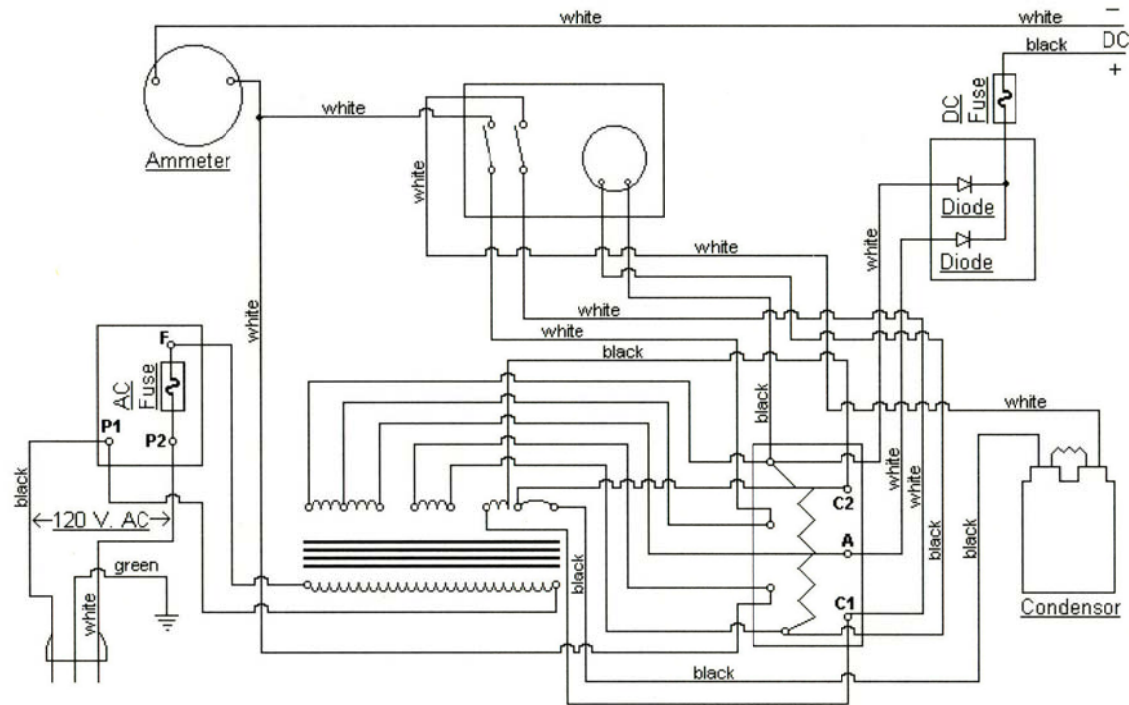 white
white
−
DC
black
+
DC
Fuse
white
Ammeter
white
white
Diode
Diode
white
white
white
white
black
F
AC
Fuse
P1
P2
black
black
white
white
white
C2
A
C1
black
black
black
120 V. AC
green
white
black
Condensor